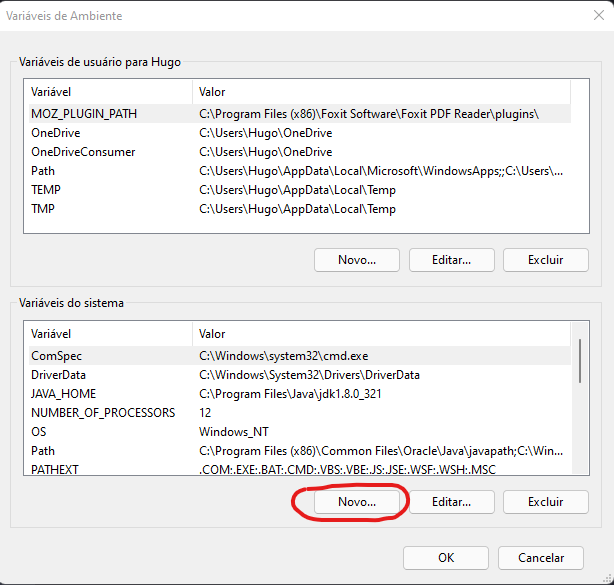 Variáveis de Ambiente
Variáveis de usuário para Hugo
Variável Valor
MOZ_PLUGIN_PATH C:\Program Files (x86)\Foxit Software\Foxit PDF Reader\plugins\
OneDrive C:\Users\Hugo\OneDrive
OneDriveConsumer C:\Users\Hugo\OneDrive
Path C:\Users\Hugo\AppData\Local\Microsoft\WindowsApps;;C:\Users\...
TEMP C:\Users\Hugo\AppData\Local\Temp
TMP C:\Users\Hugo\AppData\Local\Temp
Novo... Editar... Excluir
Variáveis do sistema
Variável Valor
ComSpec C:\Windows\system32\cmd.exe
DriverData C:\Windows\System32\Drivers\DriverData
JAVA_HOME C:\Program Files\Java\jdk1.8.0_321
NUMBER_OF_PROCESSORS 12
OS Windows_NT
Path C:\Program Files (x86)\Common Files\Oracle\Java\javapath;C:\Win...
PATHEXT .COM;.EXE;.BAT;.CMD;.VBS;.VBE;.JS;.JSE;.WSF;.WSH;.MSC
Novo... Editar... Excluir
OK Cancelar